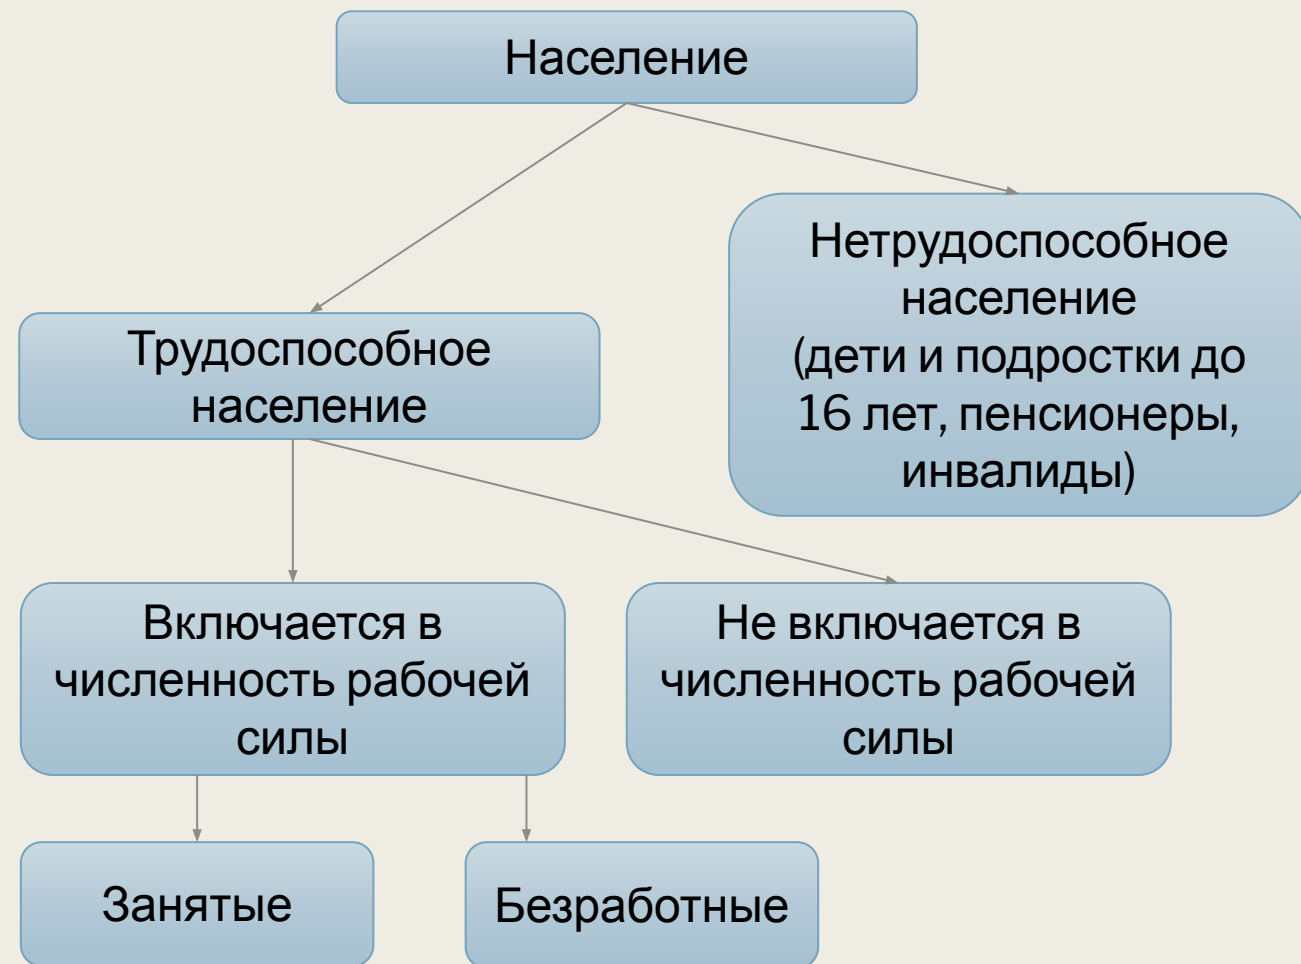 Население
Нетрудоспособное
население
(дети и подростки до
16 лет, пенсионеры,
инвалиды)
Трудоспособное
население
Включается в
численность рабочей
силы
Не включается в
численность рабочей
силы
Занятые
Безработные